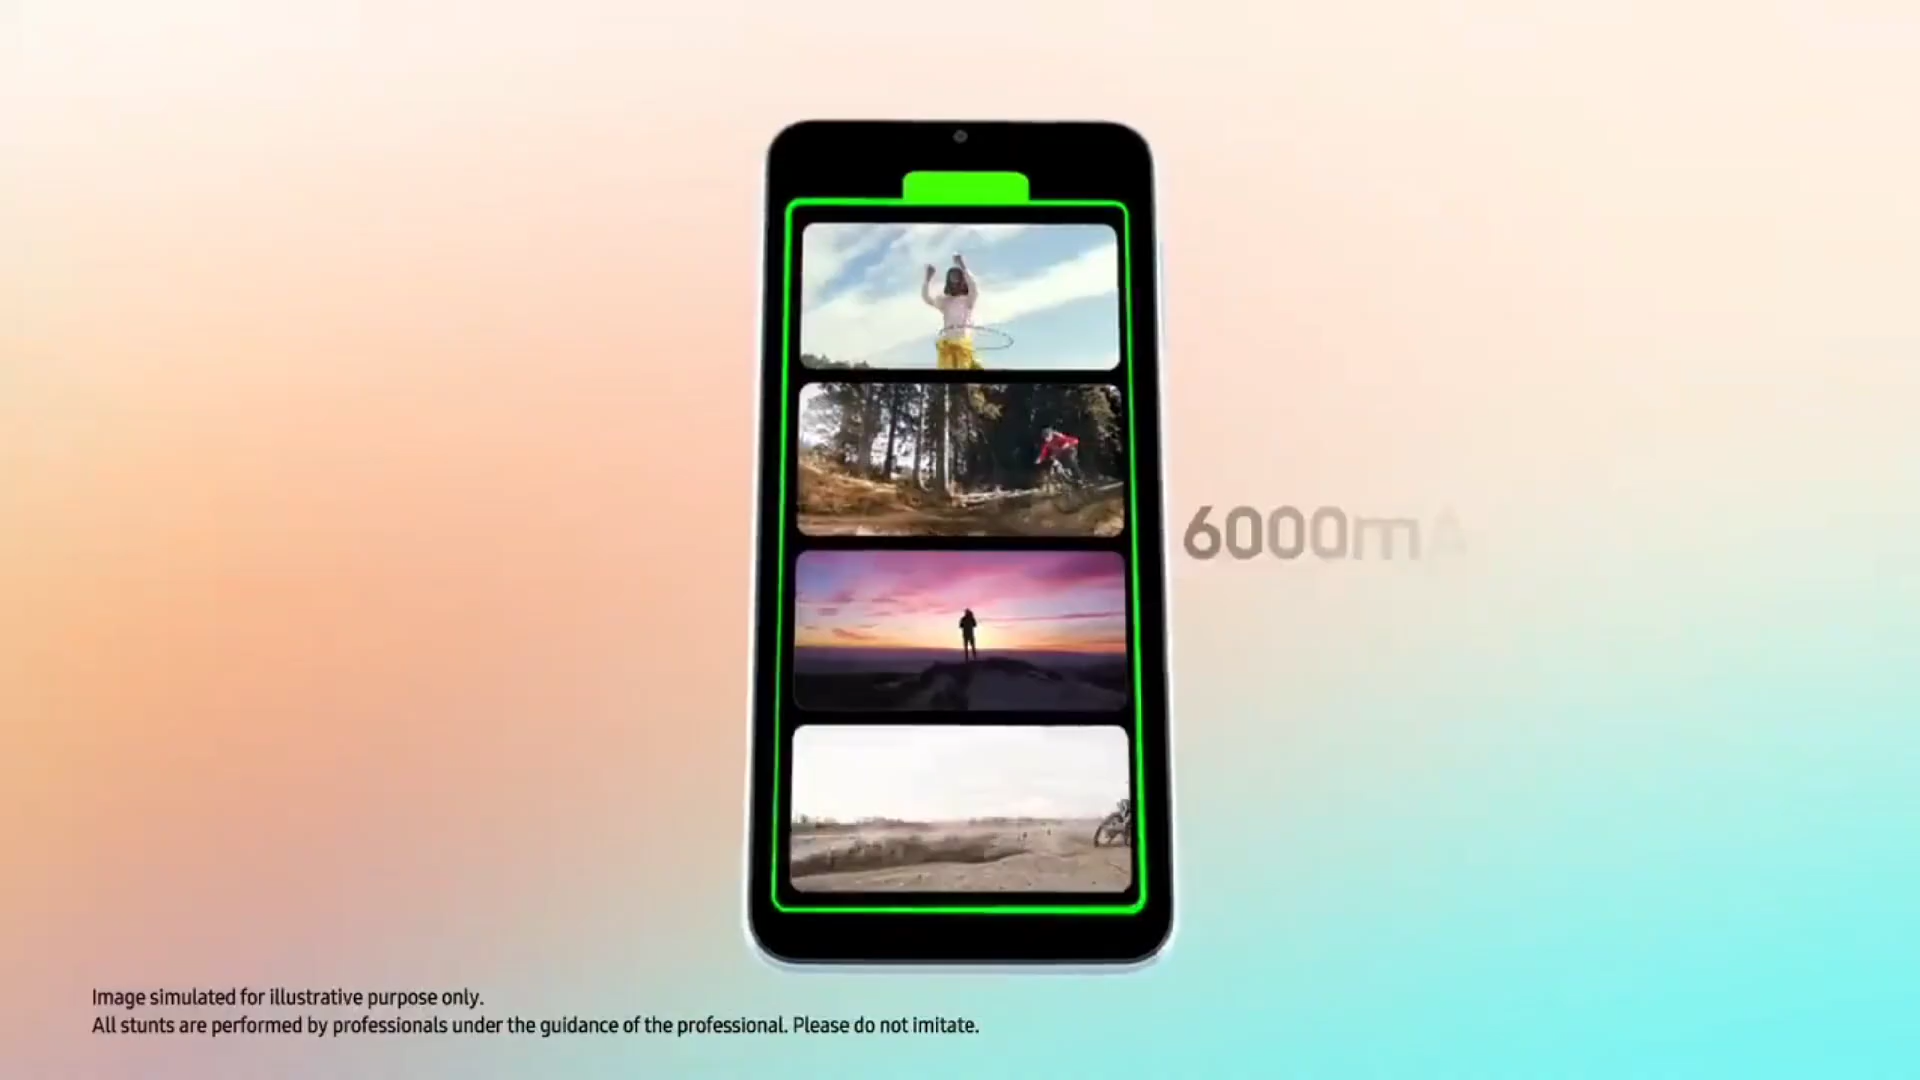 6000mA
Image simulated for illustrative purpose only.
All stunts are performed by professionals under the guidance of the professional. Please do not imitate.